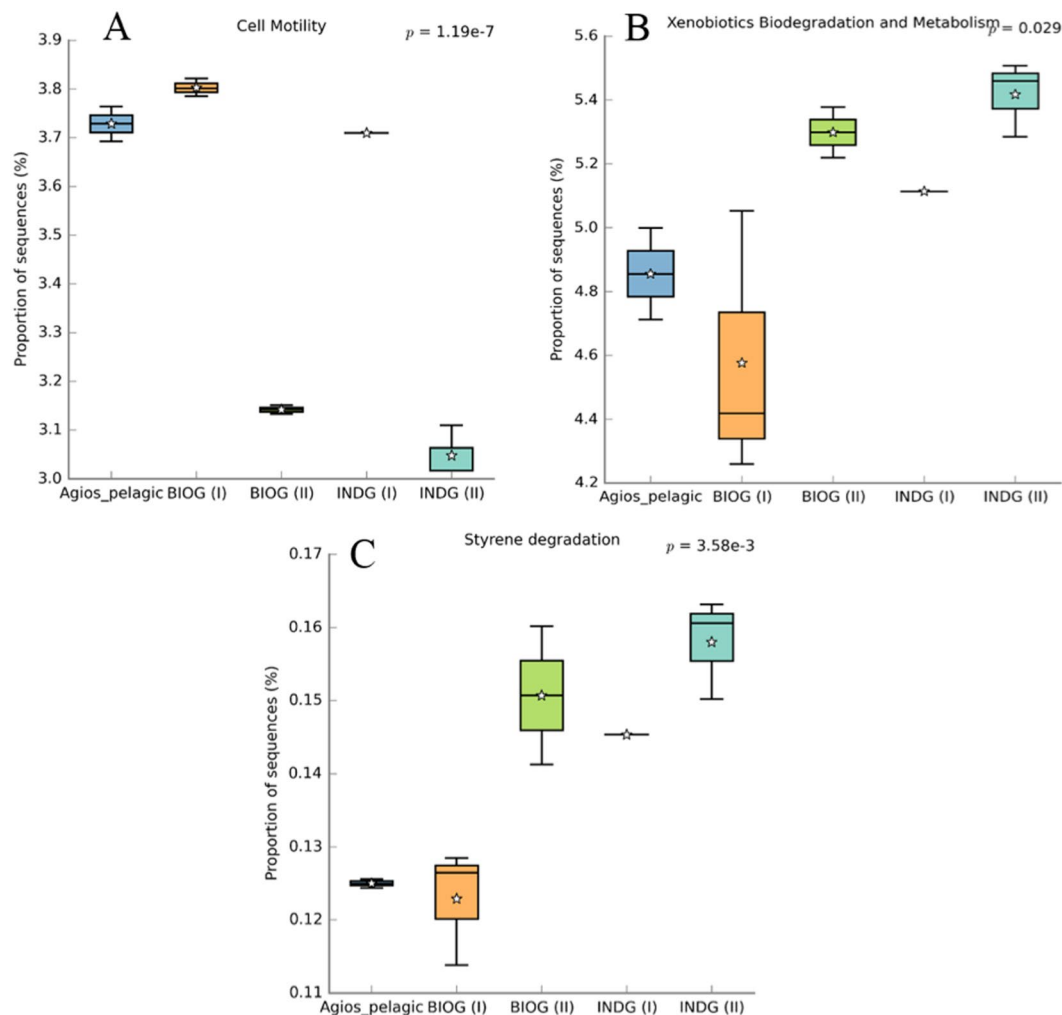 A
Cell Motility
p = 1.19e-7
Proportion of sequences (%)
3.9
3.8
3.7
3.6
3.5
3.4
3.3
3.2
3.1
3.0
Agios_pelagic BIOG (I) BIOG (II) INDG (I) INDG (II)
B
Xenobiotics Biodegradation and Metabolism
p = 0.029
Proportion of sequences (%)
5.6
5.4
5.2
5.0
4.8
4.6
4.4
4.2
Agios_pelagic BIOG (I) BIOG (II) INDG (I) INDG (II)
C
Styrene degradation
p = 3.58e-3
Proportion of sequences (%)
0.17
0.16
0.15
0.14
0.13
0.12
0.11
Agios_pelagic BIOG (I) BIOG (II) INDG (I) INDG (II)